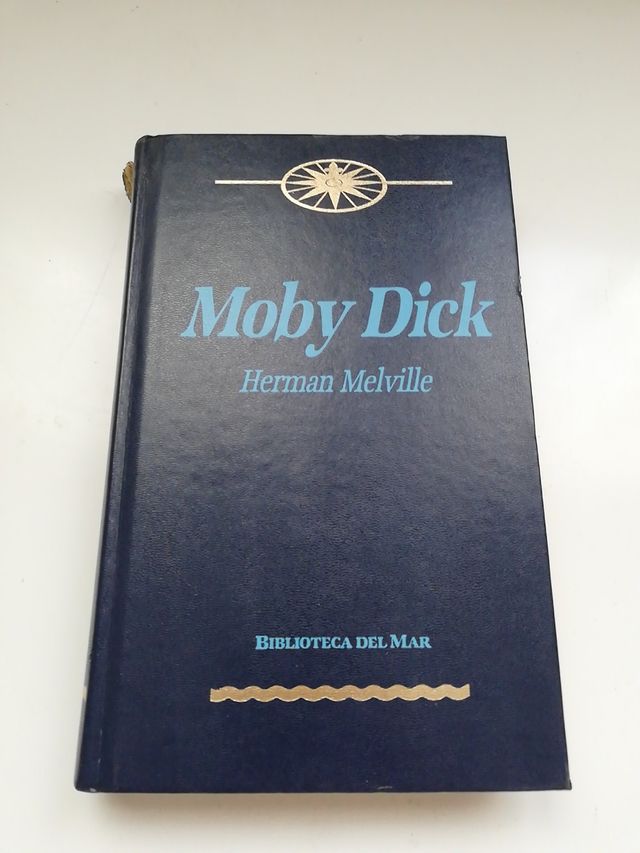 Moby Dick
Herman Melville
BIBLIOTECA DEL MAR